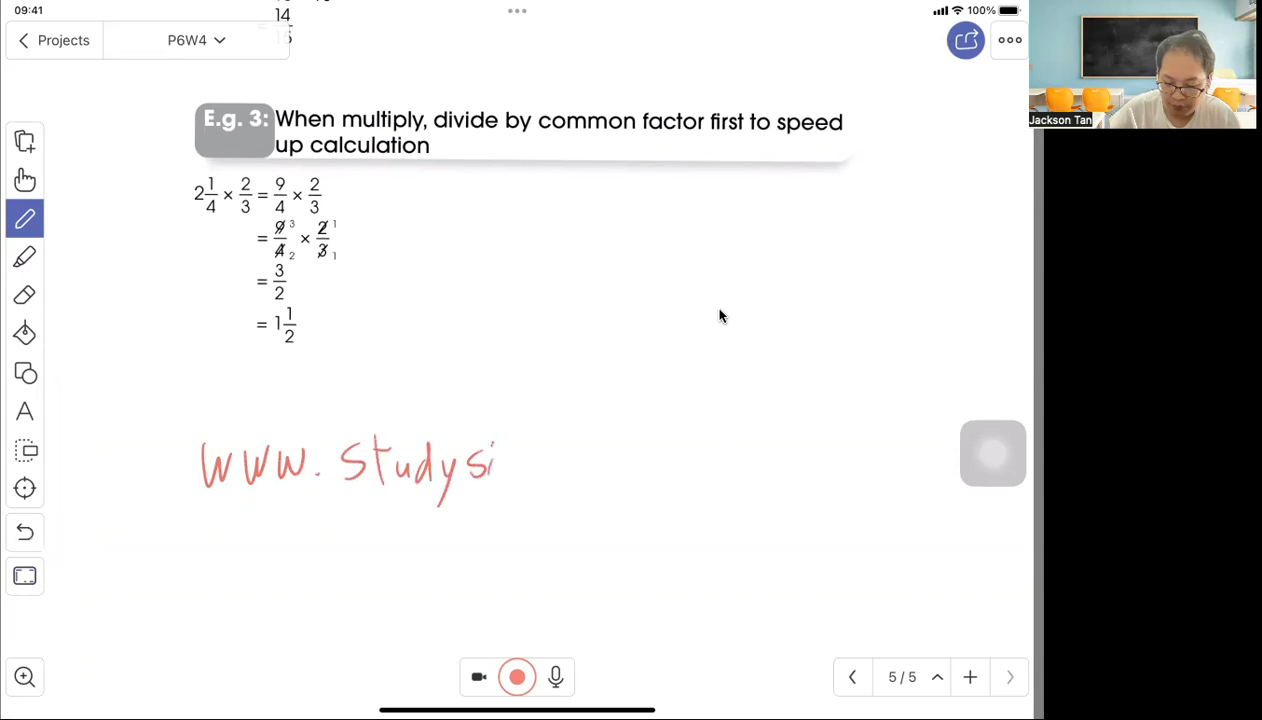 09:41
100%
14
= 15
Projects
P6W4
Jackson Tan
E.g. 3: When multiply, divide by common factor first to speed
up calculation
2 1/4 × 2/3 = 9/4 × 2/3
= 9/4 3 2 × 2/3 1 1
= 3/2
= 1 1/2
www. studysi
A
5 / 5